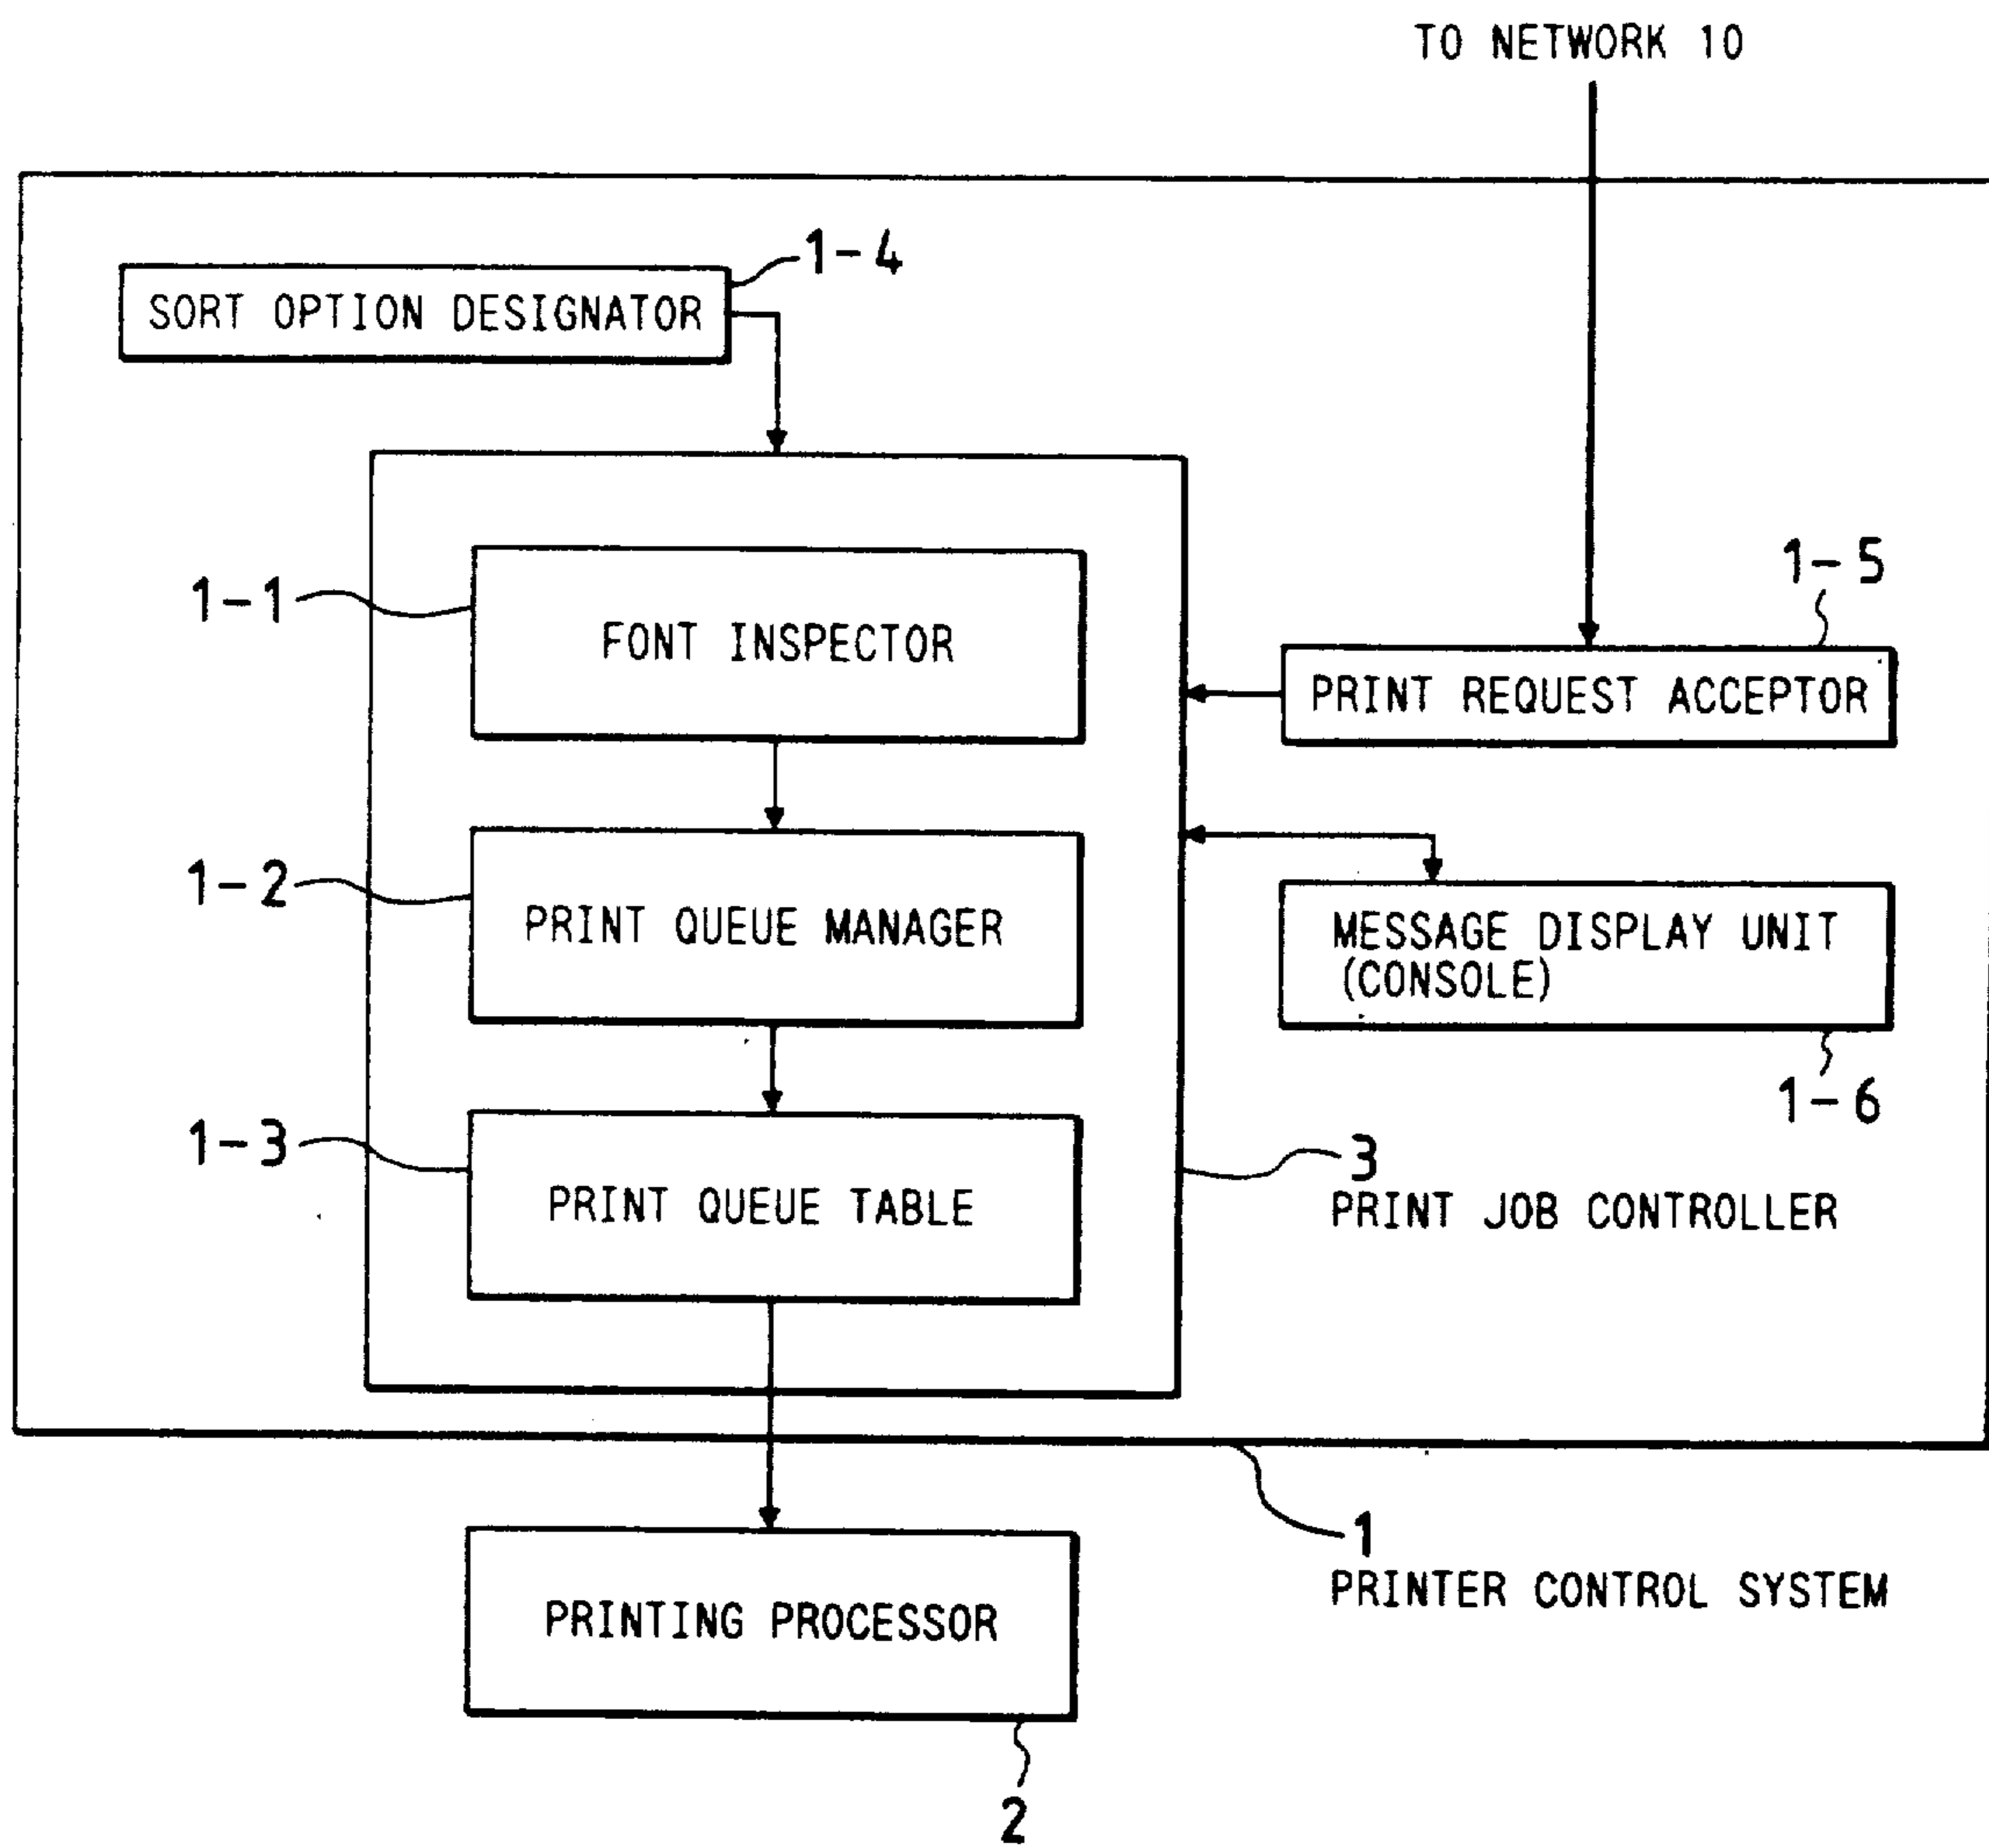 TO NETWORK 10
1-4
SORT OPTION DESIGNATOR
1-1
FONT INSPECTOR
1-5
PRINT REQUEST ACCEPTOR
1-2
PRINT QUEUE MANAGER
MESSAGE DISPLAY UNIT
(CONSOLE)
1-6
1-3
PRINT QUEUE TABLE
3
PRINT JOB CONTROLLER
1
PRINTER CONTROL SYSTEM
PRINTING PROCESSOR
2